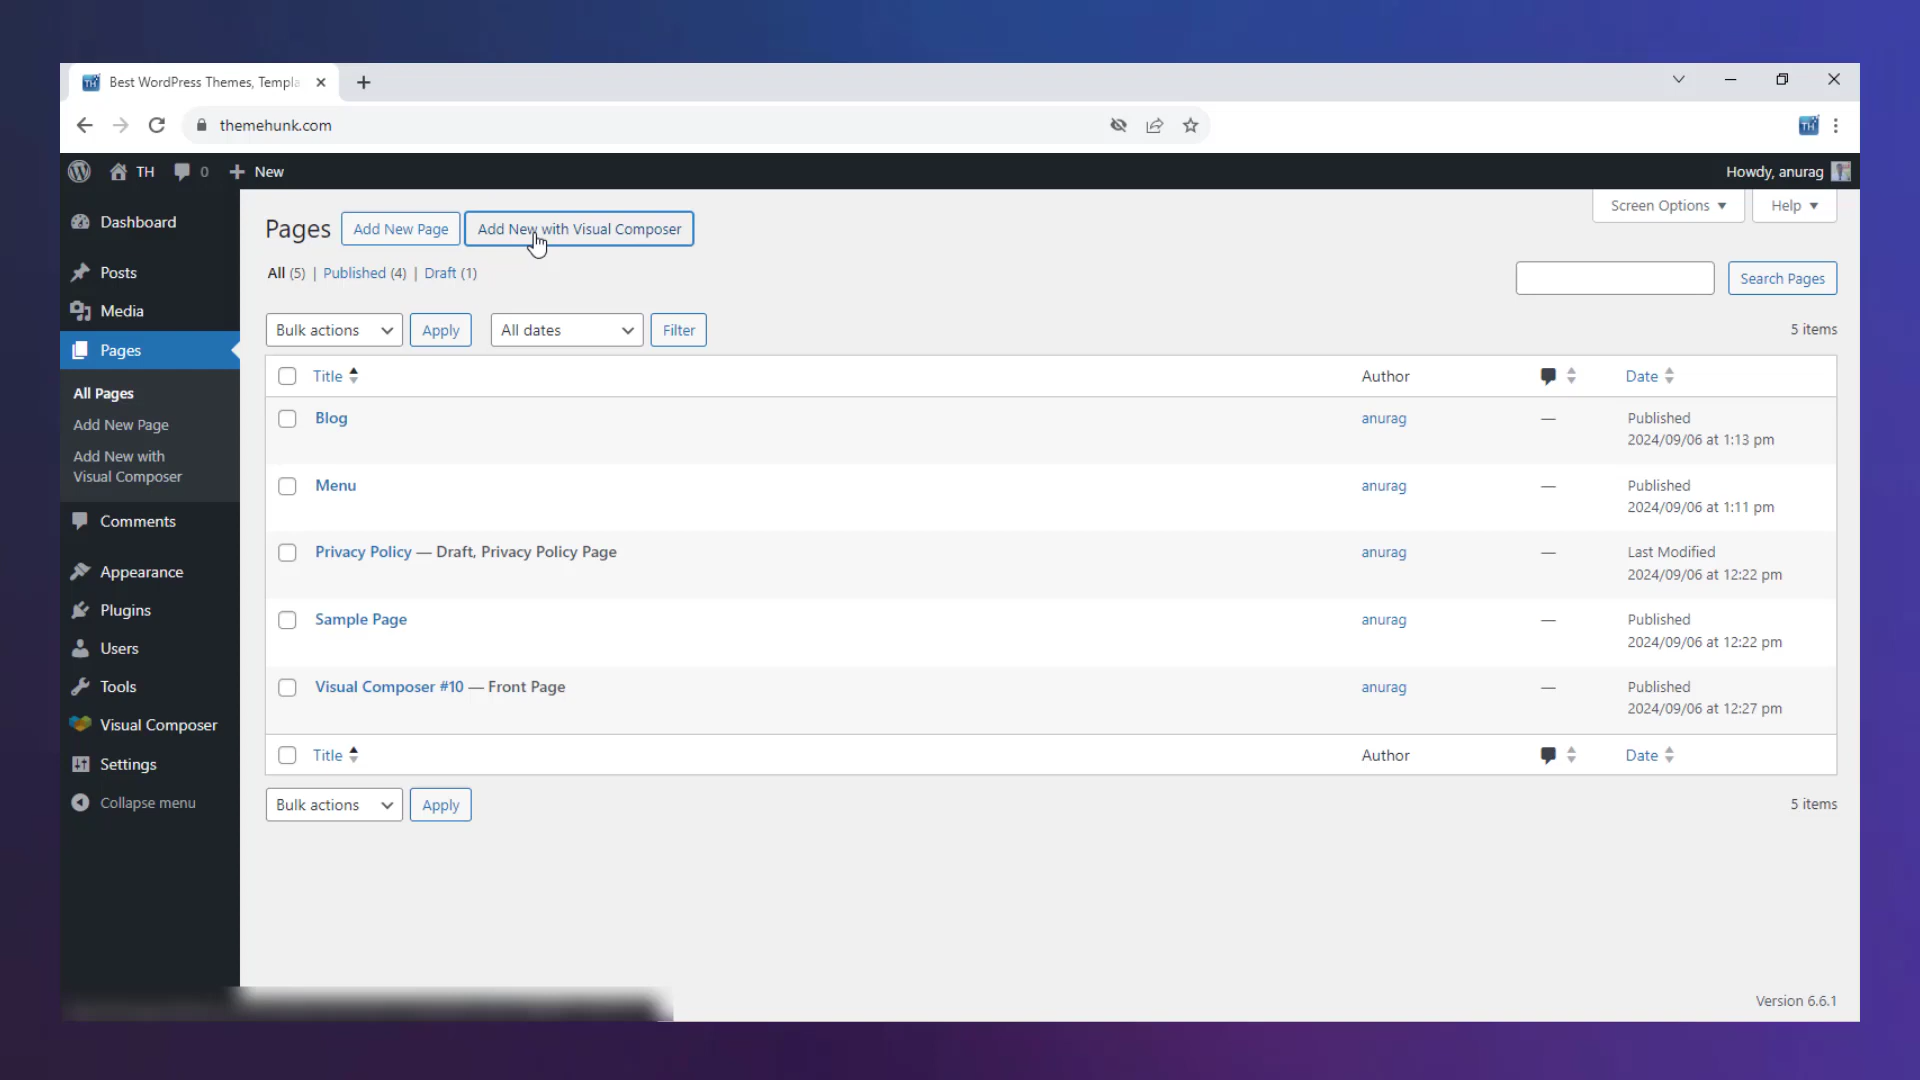 Best WordPress Themes, Templa
themehunk.com
TH 0 New
Howdy, anurag
Screen Options Help
Pages Add New Page Add New with Visual Composer
All (5) | Published (4) | Draft (1)
Search Pages
Bulk actions Apply All dates Filter
5 items
Dashboard
Posts
Media
Pages
All Pages
Add New Page
Add New with
Visual Composer
Comments
Appearance
Plugins
Users
Tools
Visual Composer
Settings
Collapse menu
Title Author Date
Blog anurag — Published
2024/09/06 at 1:13 pm
Menu anurag — Published
2024/09/06 at 1:11 pm
Privacy Policy — Draft, Privacy Policy Page anurag — Last Modified
2024/09/06 at 12:22 pm
Sample Page anurag — Published
2024/09/06 at 12:22 pm
Visual Composer #10 — Front Page anurag — Published
2024/09/06 at 12:27 pm
Title Author Date
Bulk actions Apply
5 items
Version 6.6.1